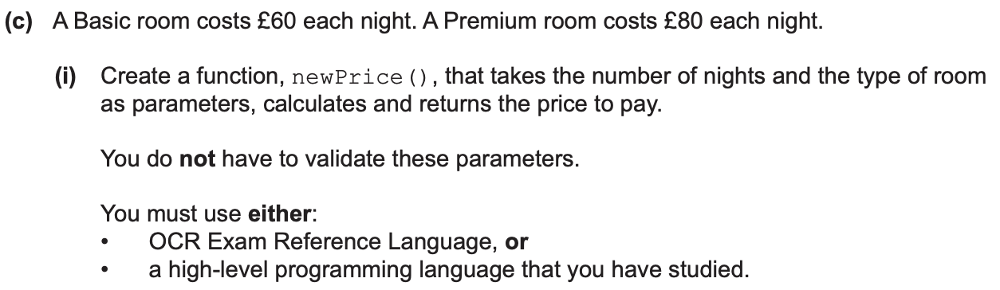 (c) A Basic room costs £60 each night. A Premium room costs £80 each night.
(i) Create a function, newPrice(), that takes the number of nights and the type of room
as parameters, calculates and returns the price to pay.
You do not have to validate these parameters.
You must use either:
• OCR Exam Reference Language, or
• a high-level programming language that you have studied.